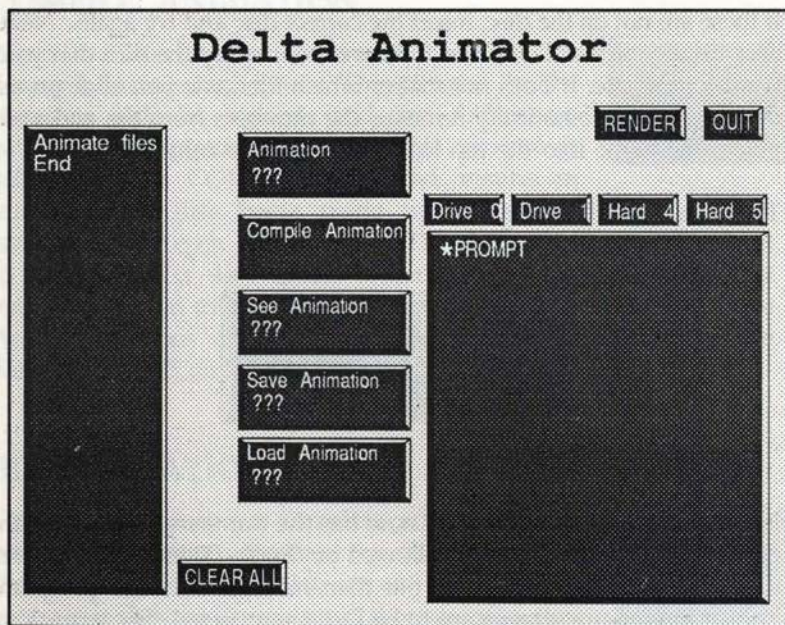 Delta Animator
RENDER QUIT
Animate files
End
Animation
???
Compile Animation
See Animation
???
Save Animation
???
Load Animation
???
CLEAR ALL
Drive 0 Drive 1 Hard 4 Hard 5
*PROMPT